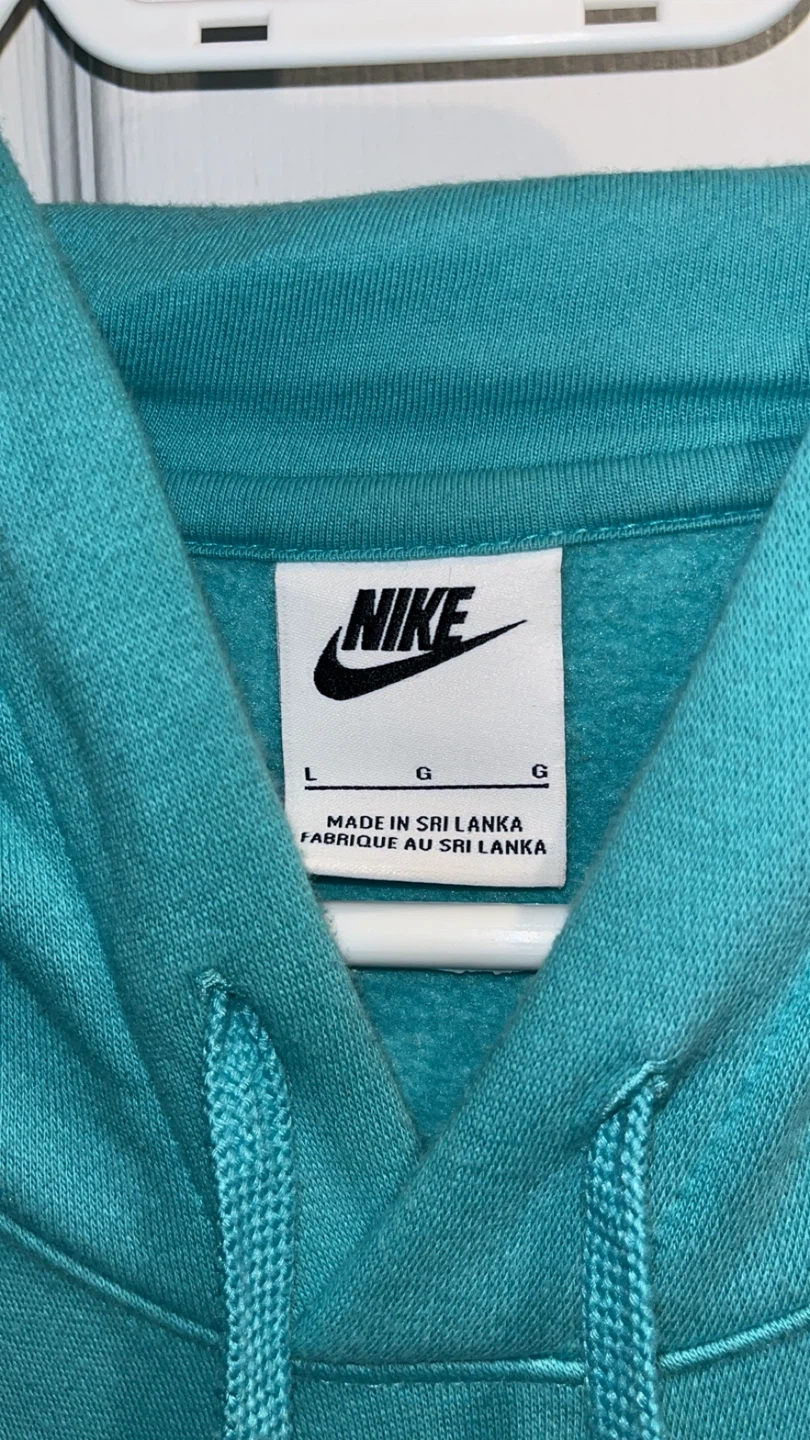 NIKE
L G G
MADE IN SRI LANKA
FABRIQUE AU SRI LANKA